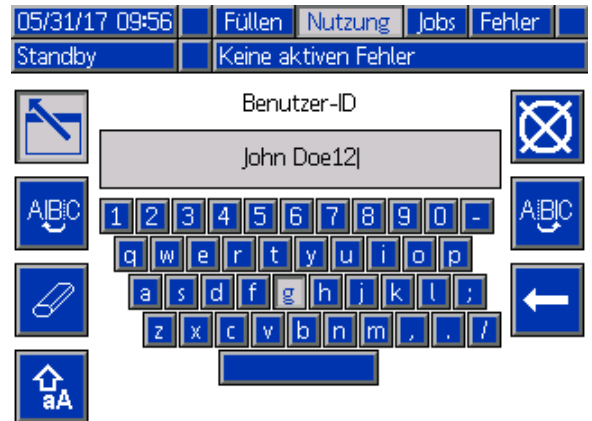 05/31/17 09:56 Füllen Nutzung Jobs Fehler
Standby Keine aktiven Fehler
Benutzer-ID
John Doe12
A|B|C A|B|C
1 2 3 4 5 6 7 8 9 0 -
q w e r t y u i o p
a s d f g h j k l ;
z x c v b n m , . /
aA